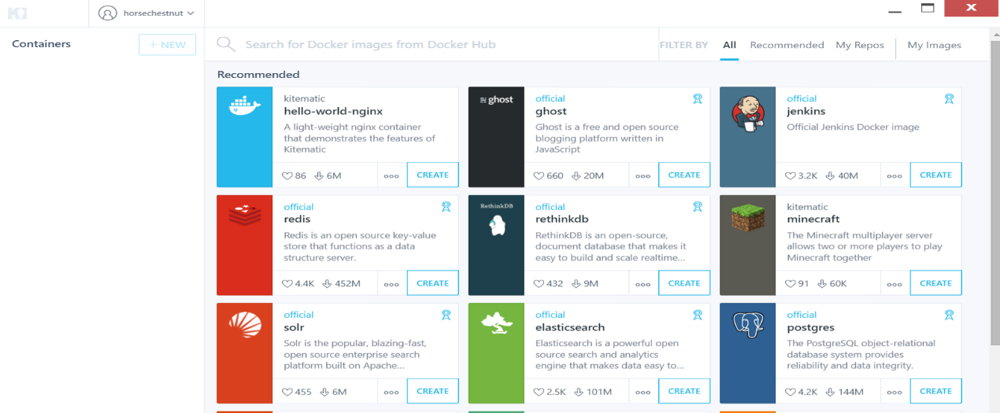 horsechestnut
Containers
+ NEW
Search for Docker images from Docker Hub
FILTER BY All Recommended My Repos My Images
Recommended
kitematic
hello-world-nginx
A light-weight nginx container
that demonstrates the features of
Kitematic
86 6M
CREATE
ghost
official
ghost
Ghost is a free and open source
blogging platform written in
JavaScript
660 20M
CREATE
official
jenkins
Official Jenkins Docker image
3.2K 40M
CREATE
official
redis
Redis is an open source key-value
store that functions as a data
structure server.
4.4K 452M
CREATE
RethinkDB
official
rethinkdb
RethinkDB is an open-source,
document database that makes it
easy to build and scale realtime...
432 9M
CREATE
kitematic
minecraft
The Minecraft multiplayer server
allows two or more players to play
Minecraft together
91 60K
CREATE
official
solr
Solr is the popular, blazing-fast,
open source enterprise search
platform built on Apache...
455 6M
CREATE
official
elasticsearch
Elasticsearch is a powerful open
source search and analytics
engine that makes data easy to...
2.5K 101M
CREATE
official
postgres
The PostgreSQL object-relational
database system provides
reliability and data integrity.
4.2K 144M
CREATE